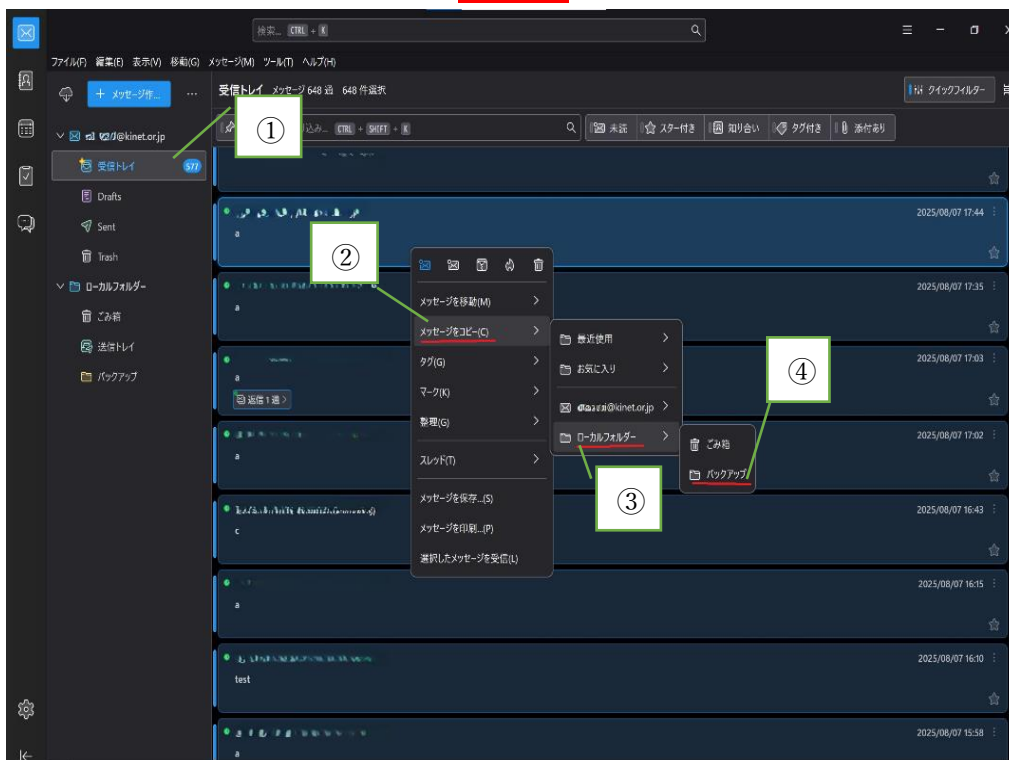 検索... CTRL + K
ファイル(F) 編集(E) 表示(V) 移動(G) メッセージ(M) ツール(T) ヘルプ(H)
+ メッセージ作...
受信トレイ メッセージ 648 通 648 件選択
クイックフィルター
@kinet.or.jp
①
込み... CTRL + SHIFT + K
未読 スター付き 知り合い タグ付き 添付あり
受信トレイ 577
Drafts
Sent
Trash
ローカルフォルダー
ごみ箱
送信トレイ
バックアップ
2025/08/07 17:44
a
②
2025/08/07 17:35
a
メッセージを移動(M)
メッセージをコピー(C)
タグ(G)
マーク(K)
整理(G)
スレッド(T)
メッセージを保存...(S)
メッセージを印刷...(P)
選択したメッセージを受信(L)
最近使用
お気に入り
@kinet.or.jp
ローカルフォルダー
③
④
ごみ箱
バックアップ
2025/08/07 17:03
a
返信 1 通
2025/08/07 17:02
a
2025/08/07 16:43
c
2025/08/07 16:15
a
2025/08/07 16:10
test
2025/08/07 15:58
a